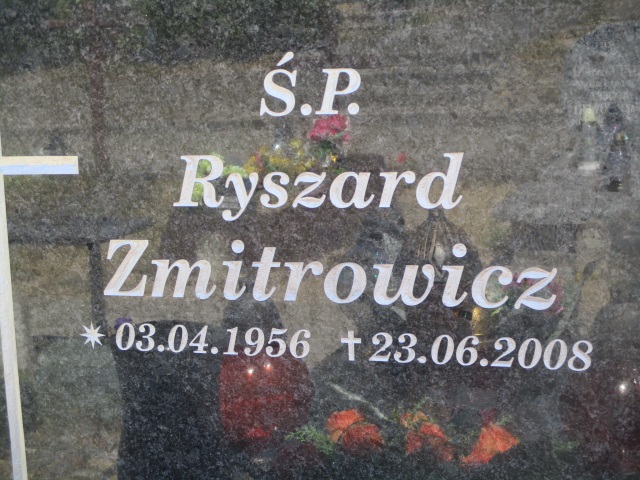 Ś.P.
Ryszard
Zmitrowicz
✷ 03.04.1956 † 23.06.2008